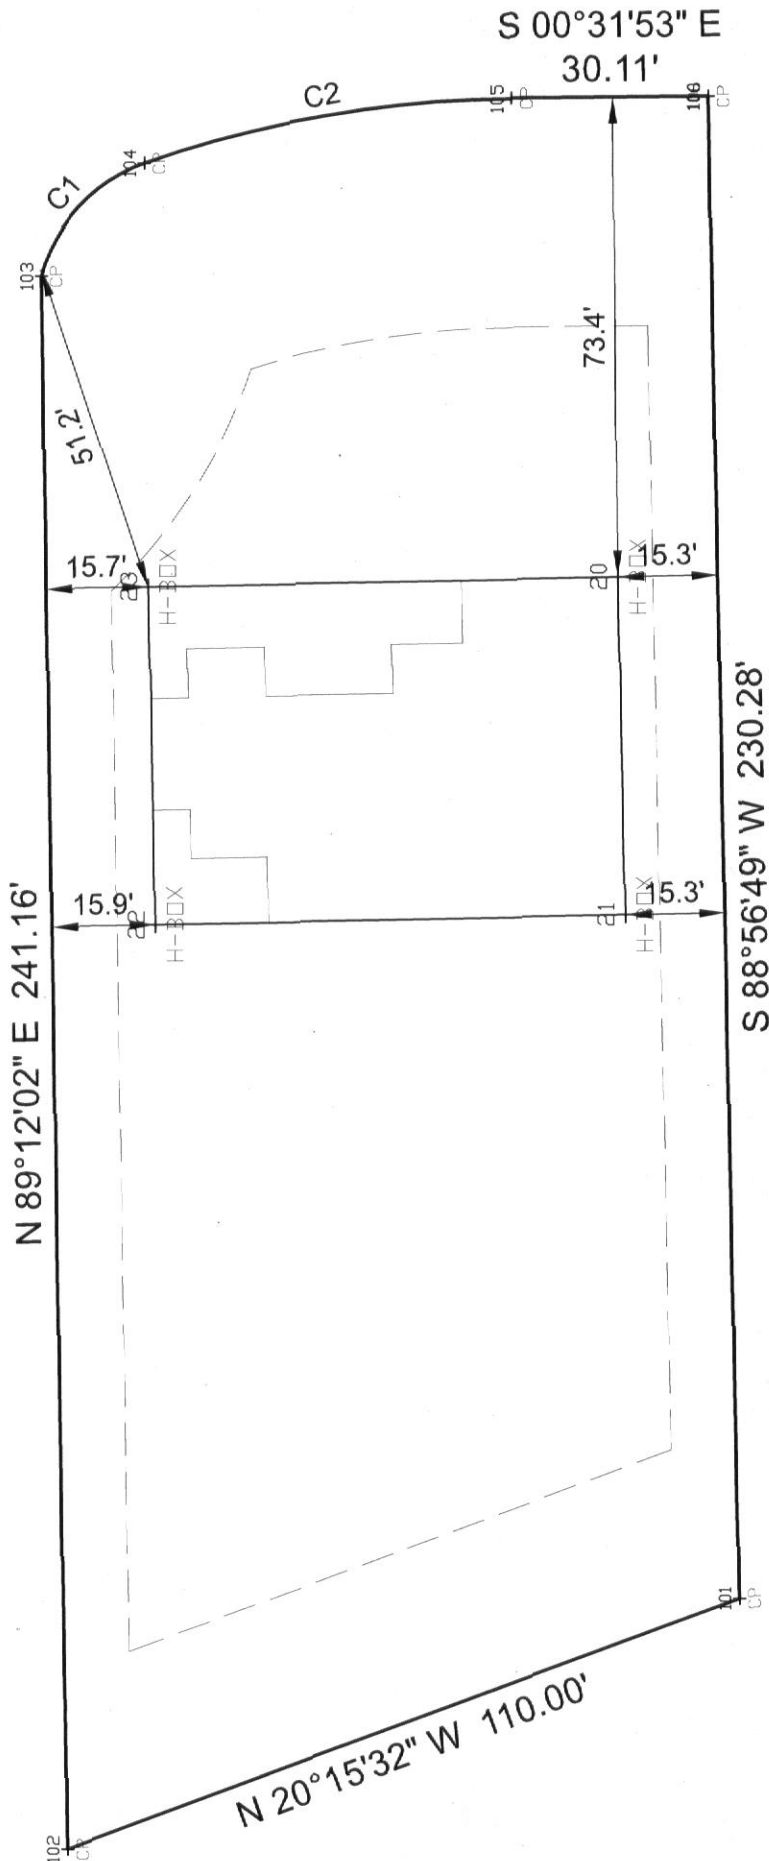 S 00°31'53" E
30.11'
C2
105
CP
106
CP
104
CP
C1
103
CP
73.4'
51.2'
15.7'
23
H-BOX
20
H-BOX
15.3'
15.9'
22
H-BOX
21
H-BOX
15.3'
N 89°12'02" E 241.16'
S 88°56'49" W 230.28'
101
CP
N 20°15'32" W 110.00'
102
CP